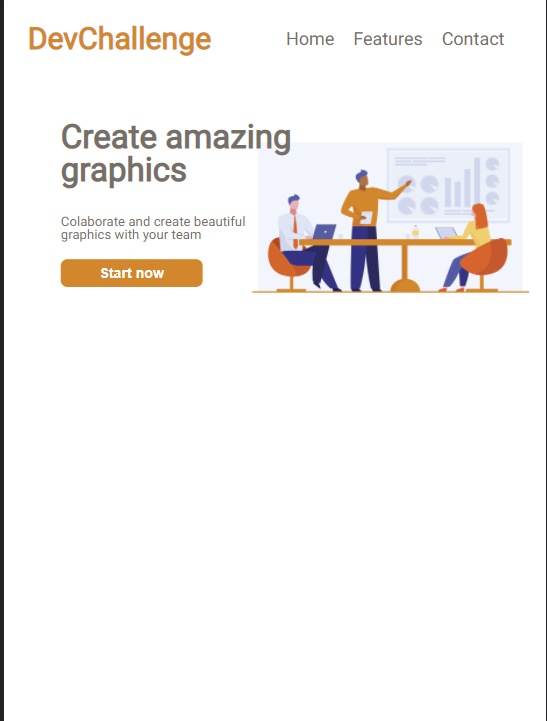 DevChallenge
Home Features Contact
Create amazing
graphics
Colaborate and create beautiful
graphics with your team
Start now